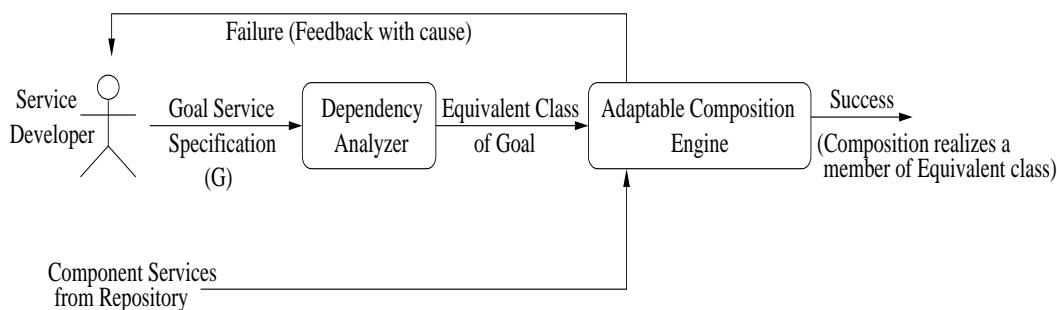 Failure (Feedback with cause)
Service
Developer
Goal Service
Specification
(G)
Dependency
Analyzer
Equivalent Class
of Goal
Adaptable Composition
Engine
Success
(Composition realizes a
member of Equivalent class)
Component Services
from Repository